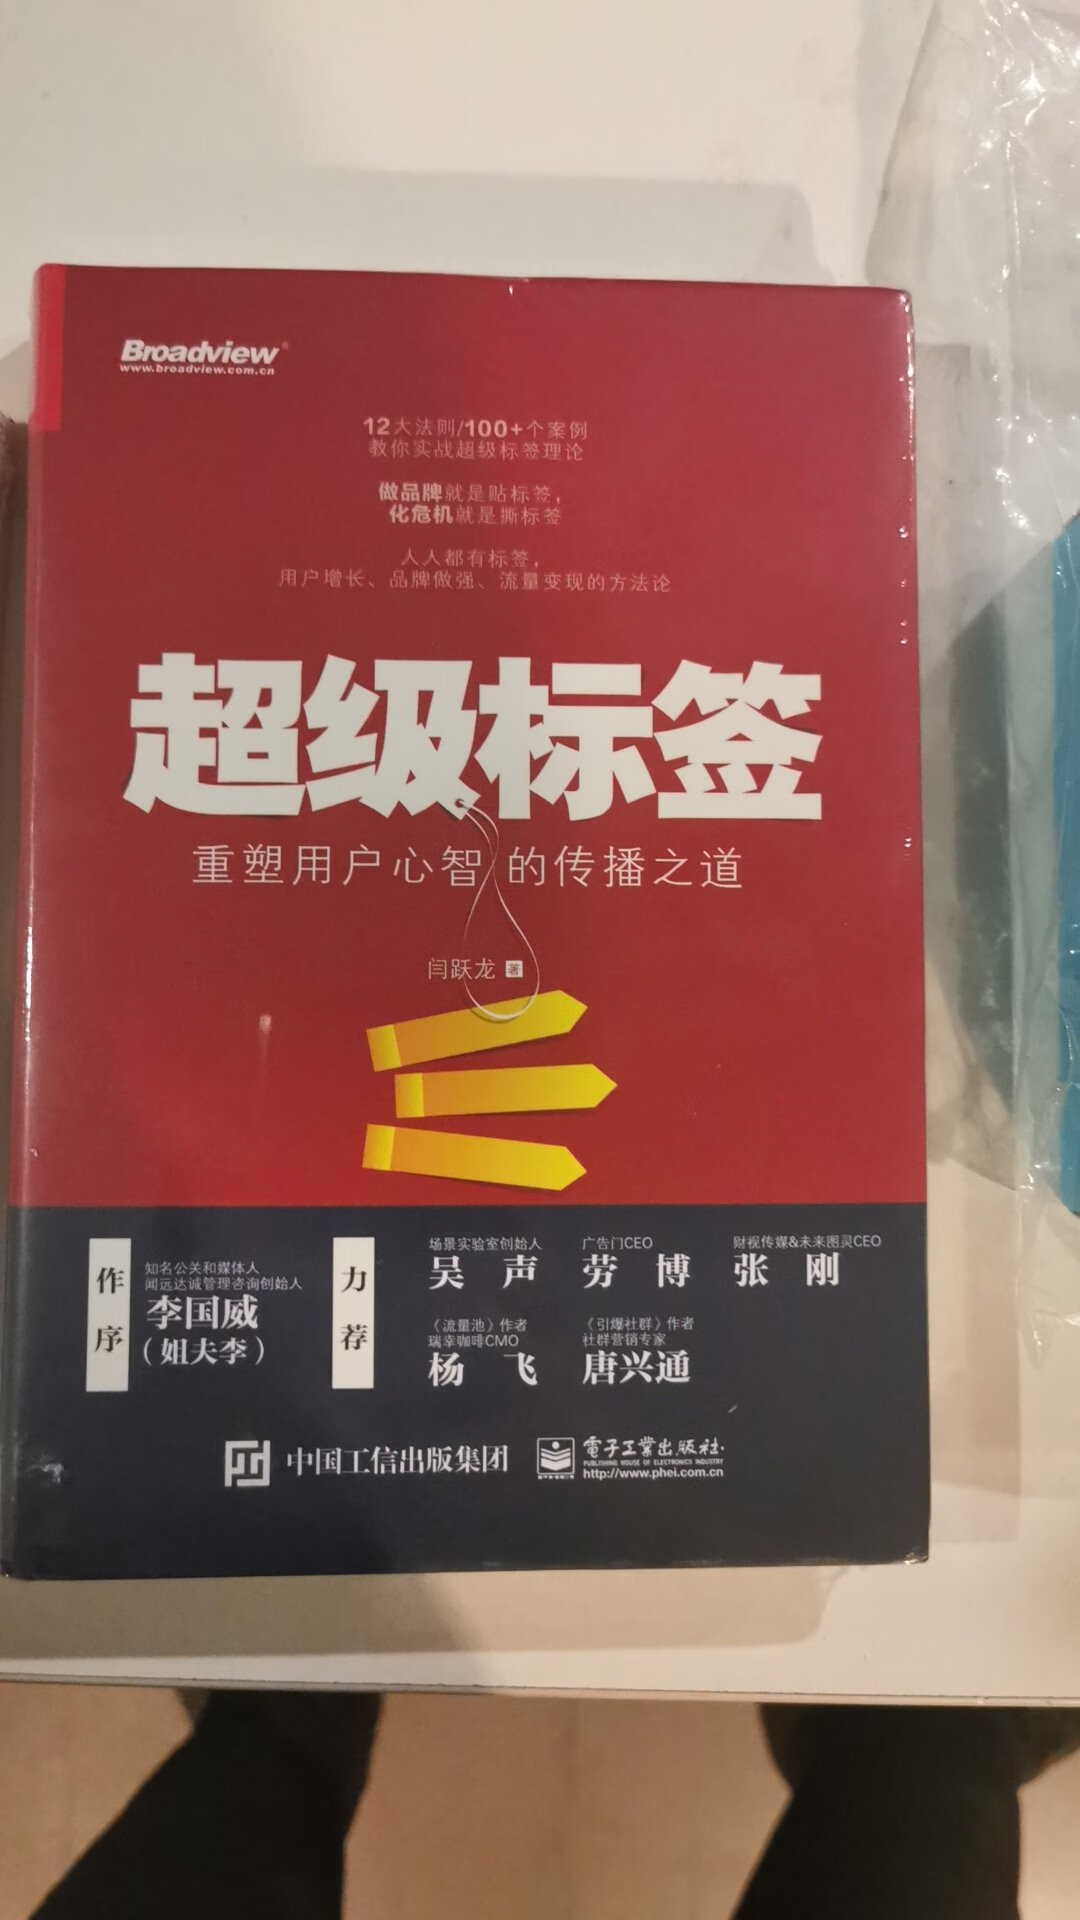 Broadview®
www.broadview.com.cn
12大法则/100+个案例
教你实战超级标签理论
做品牌就是贴标签，
化危机就是撕标签
人人都有标签，
用户增长、品牌做强、流量变现的方法论
超级标签
重塑用户心智的传播之道
闫跃龙 著
作序
知名公关和媒体人
闻远达诚管理咨询创始人
李国威
（姐夫李）
力荐
场景实验室创始人
吴声
广告门CEO
劳博
财视传媒&未来图灵CEO
张刚
《流量池》作者
瑞幸咖啡CMO
杨飞
《引爆社群》作者
社群营销专家
唐兴通
中国工信出版集团
電子工業出版社·
PUBLISHING HOUSE OF ELECTRONICS INDUSTRY
http://www.phei.com.cn